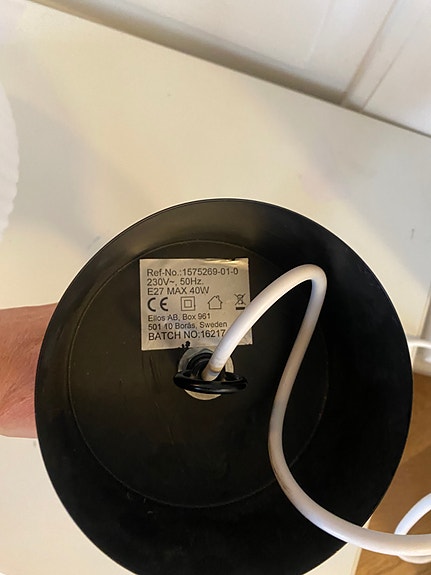 Ref-No.:1575269-01-0
230V~, 50Hz.
E27 MAX 40W
CE
Ellos AB, Box 961
501 10 Borås, Sweden
BATCH NO:16217